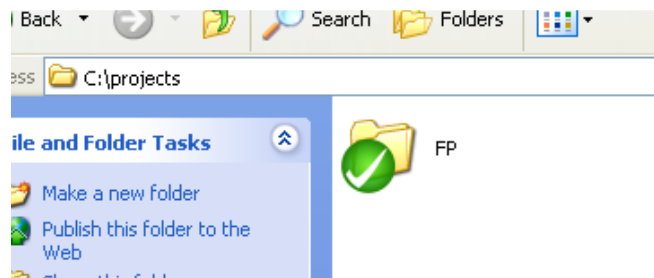 Back Search Folders
ess C:\projects
ile and Folder Tasks
FP
Make a new folder
Publish this folder to the
Web